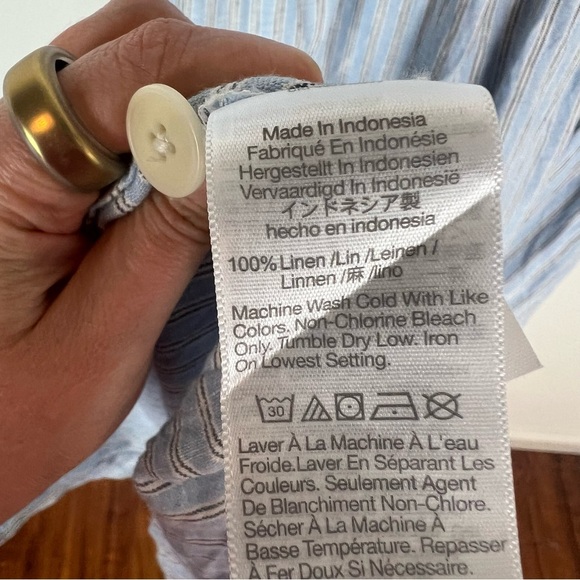 Made In Indonesia
Fabriqué En Indonésie
Hergestellt In Indonesien
Vervaardigd In Indonesië
インドネシア製
hecho en indonesia
100% Linen /Lin /Leinen /
Linnen /麻 /lino
Machine Wash Cold With Like
Colors. Non-Chlorine Bleach
Only. Tumble Dry Low. Iron
On Lowest Setting.
30
Laver À La Machine À L'eau
Froide.Laver En Séparant Les
Couleurs. Seulement Agent
De Blanchiment Non-Chlore.
Sécher À La Machine À
Basse Température. Repasser
À Fer Doux Si Nécessaire.